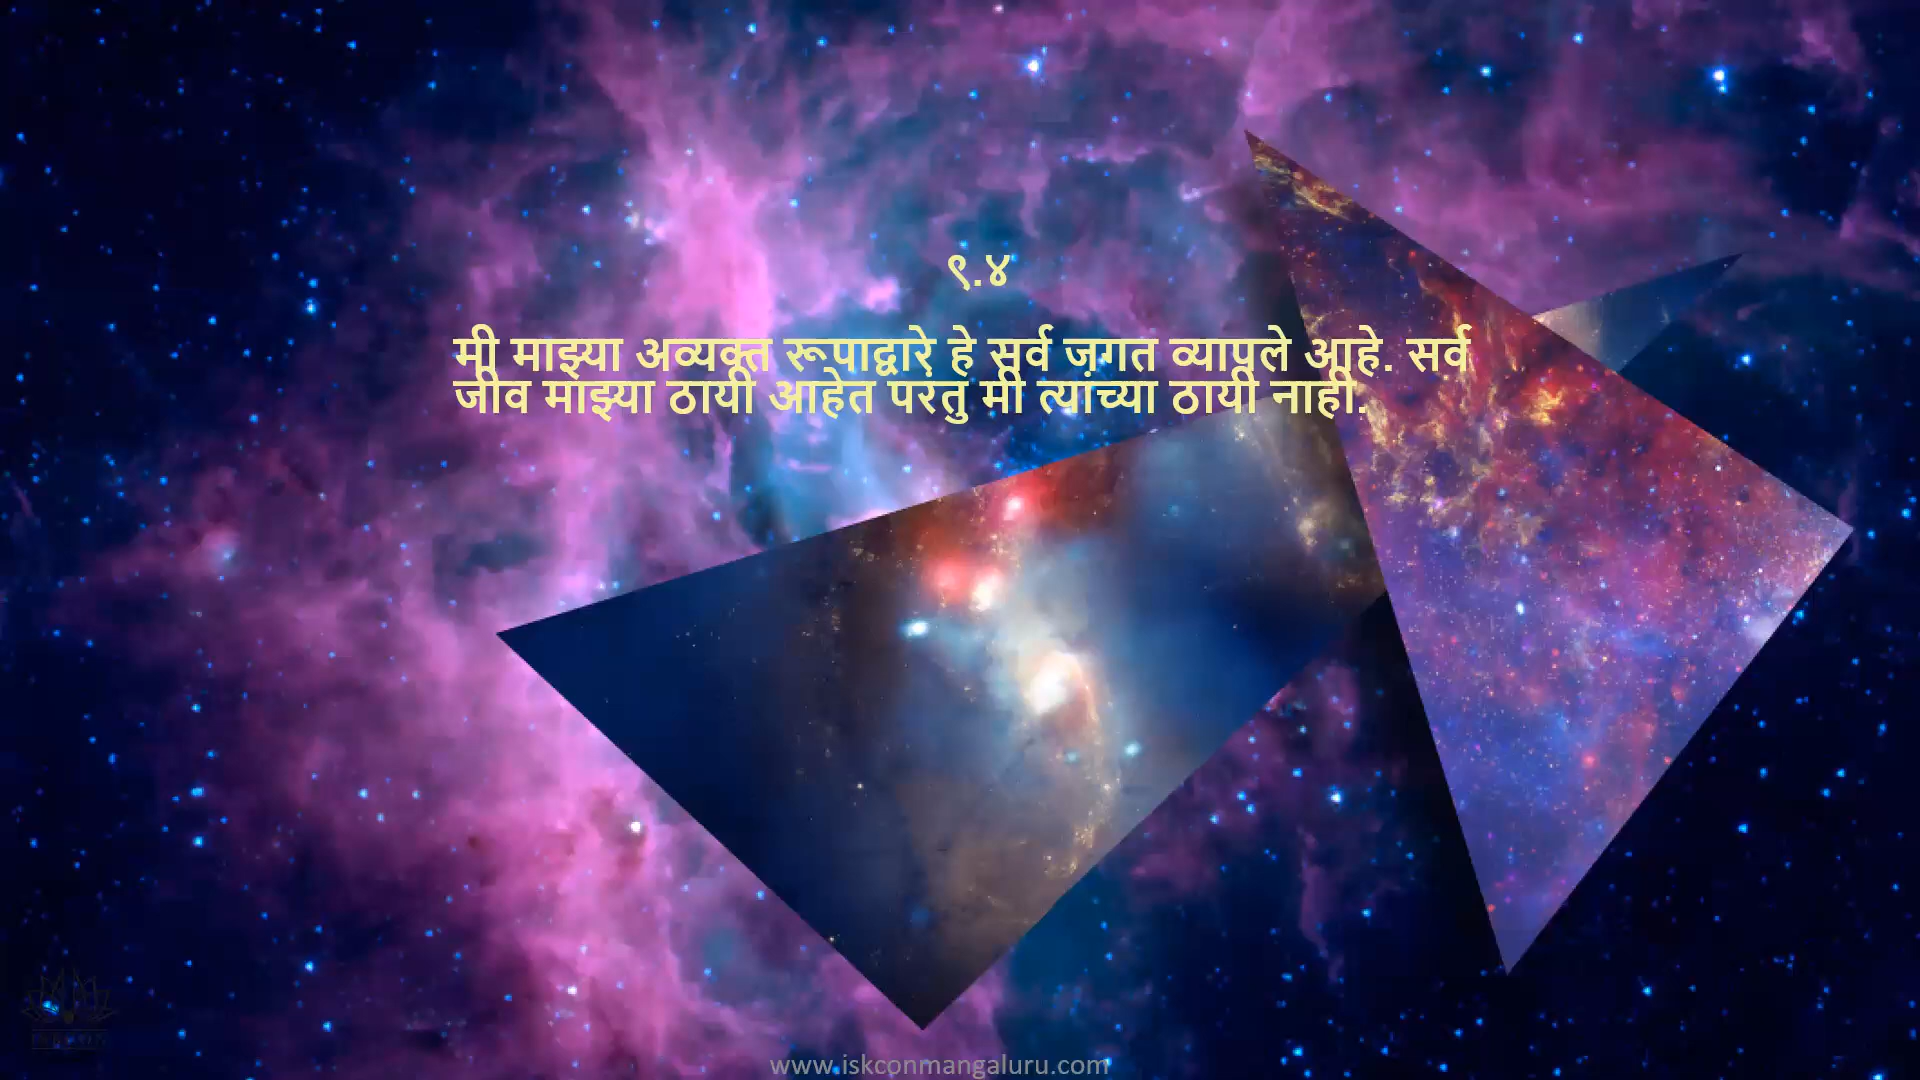 ९.४
मी माझ्या अव्यक्त रूपाद्वारे हे सर्व जगत व्यापले आहे. सर्व
जीव माझ्या ठायी आहेत परंतु मी त्यांच्या ठायी नाही.
www.iskconmangaluru.com